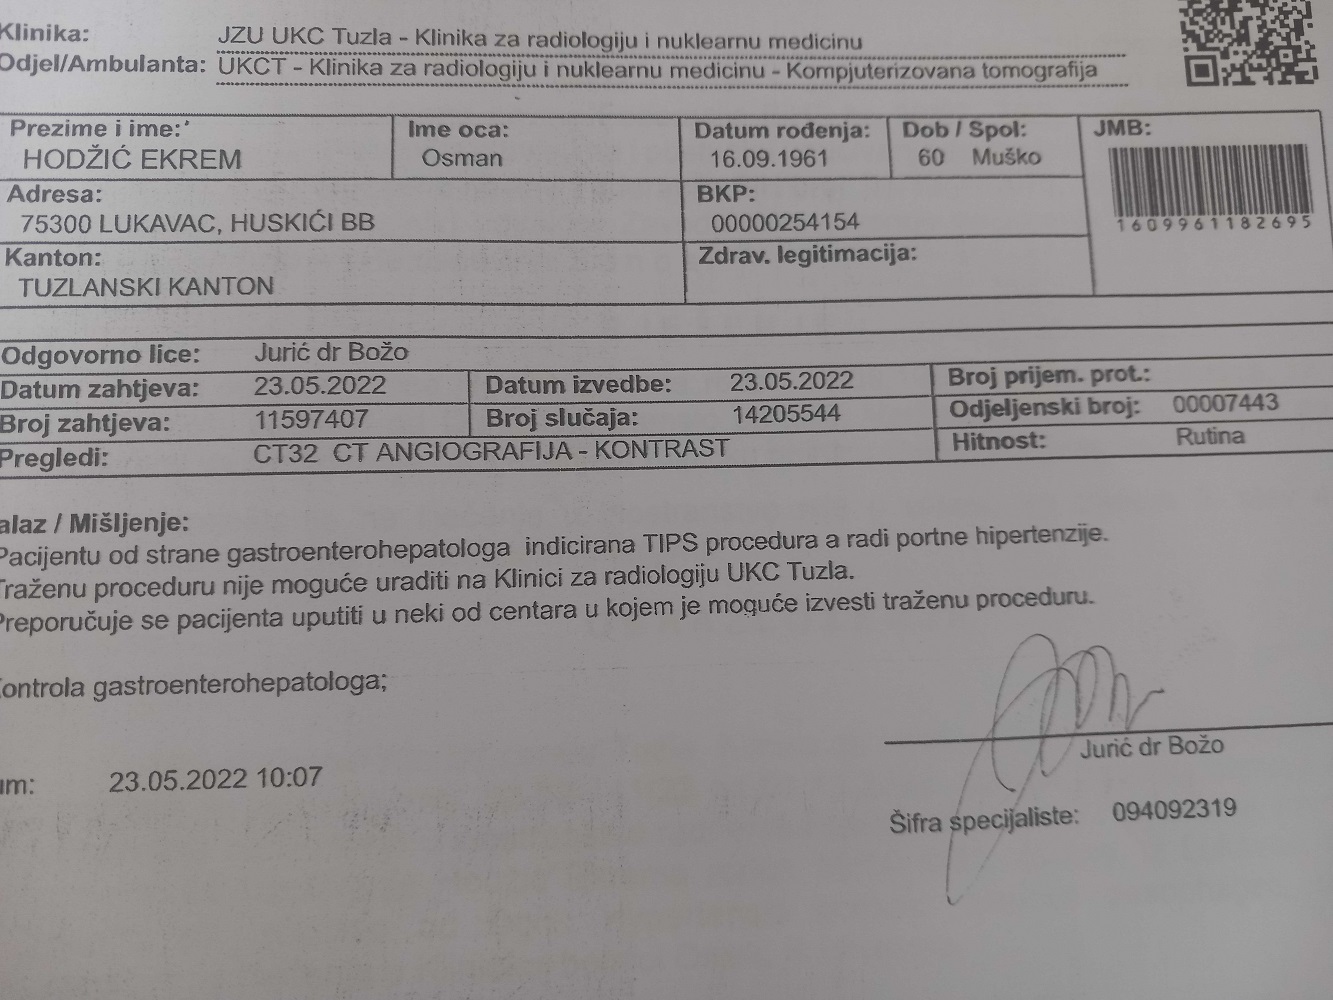 Klinika: JZU UKC Tuzla - Klinika za radiologiju i nuklearnu medicinu
Odjel/Ambulanta: UKCT - Klinika za radiologiju i nuklearnu medicinu - Kompjuterizovana tomografija
Prezime i ime: Ime oca: Datum rođenja: Dob / Spol: JMB:
HODŽIĆ EKREM Osman 16.09.1961 60 Muško
Adresa: BKP:
75300 LUKAVAC, HUSKIĆI BB 00000254154 1609961182695
Kanton: Zdrav. legitimacija:
TUZLANSKI KANTON
Odgovorno lice: Jurić dr Božo
Datum zahtjeva: 23.05.2022 Datum izvedbe: 23.05.2022 Broj prijem. prot.:
Broj zahtjeva: 11597407 Broj slučaja: 14205544 Odjeljenski broj: 00007443
Pregledi: CT32 CT ANGIOGRAFIJA - KONTRAST Hitnost: Rutina
alaz / Mišljenje:
Pacijentu od strane gastroenterohepatologa indicirana TIPS procedura a radi portne hipertenzije.
Traženu proceduru nije moguće uraditi na Klinici za radiologiju UKC Tuzla.
Preporučuje se pacijenta uputiti u neki od centara u kojem je moguće izvesti traženu proceduru.
ontrola gastroenterohepatologa;
Jurić dr Božo
um: 23.05.2022 10:07
Šifra specijaliste: 094092319